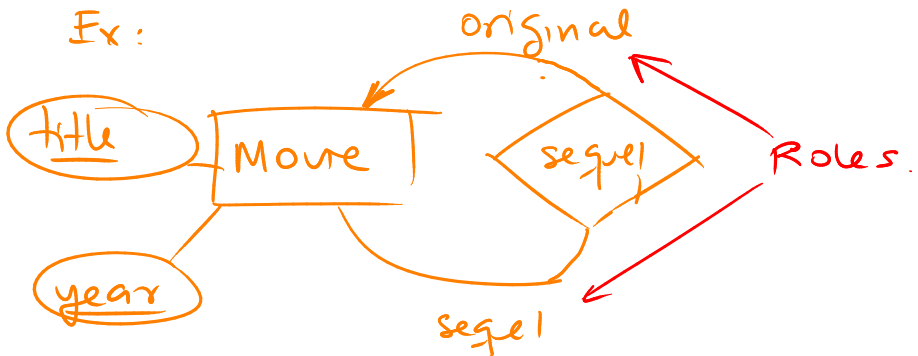 Ex:
original
title
Movie
sequel
Roles
year
sequel